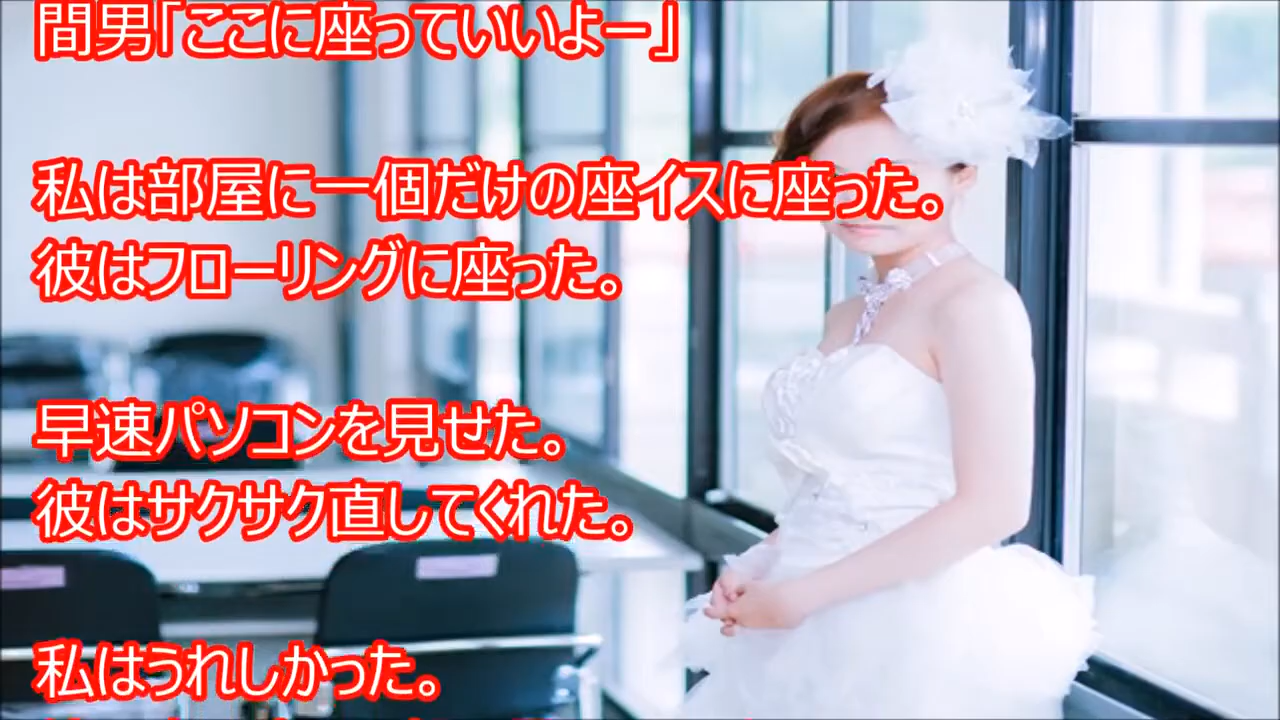 間男「ここに座っていいよー」
私は部屋に一個だけの座イスに座った。
彼はフローリングに座った。
早速パソコンを見せた。
彼はサクサク直してくれた。
私はうれしかった。